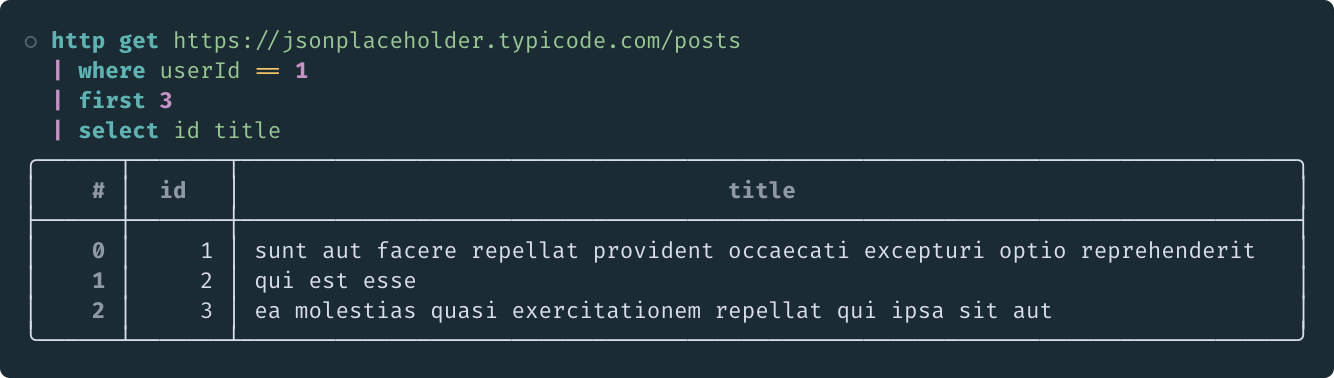 http get https://jsonplaceholder.typicode.com/posts
| where userId == 1
| first 3
| select id title
# id title
0 1 sunt aut facere repellat provident occaecati excepturi optio reprehenderit
1 2 qui est esse
2 3 ea molestias quasi exercitationem repellat qui ipsa sit aut